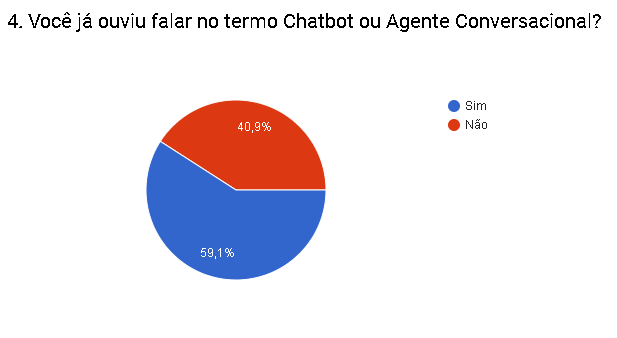 4. Você já ouviu falar no termo Chatbot ou Agente Conversacional?
Sim
Não
40,9%
59,1%